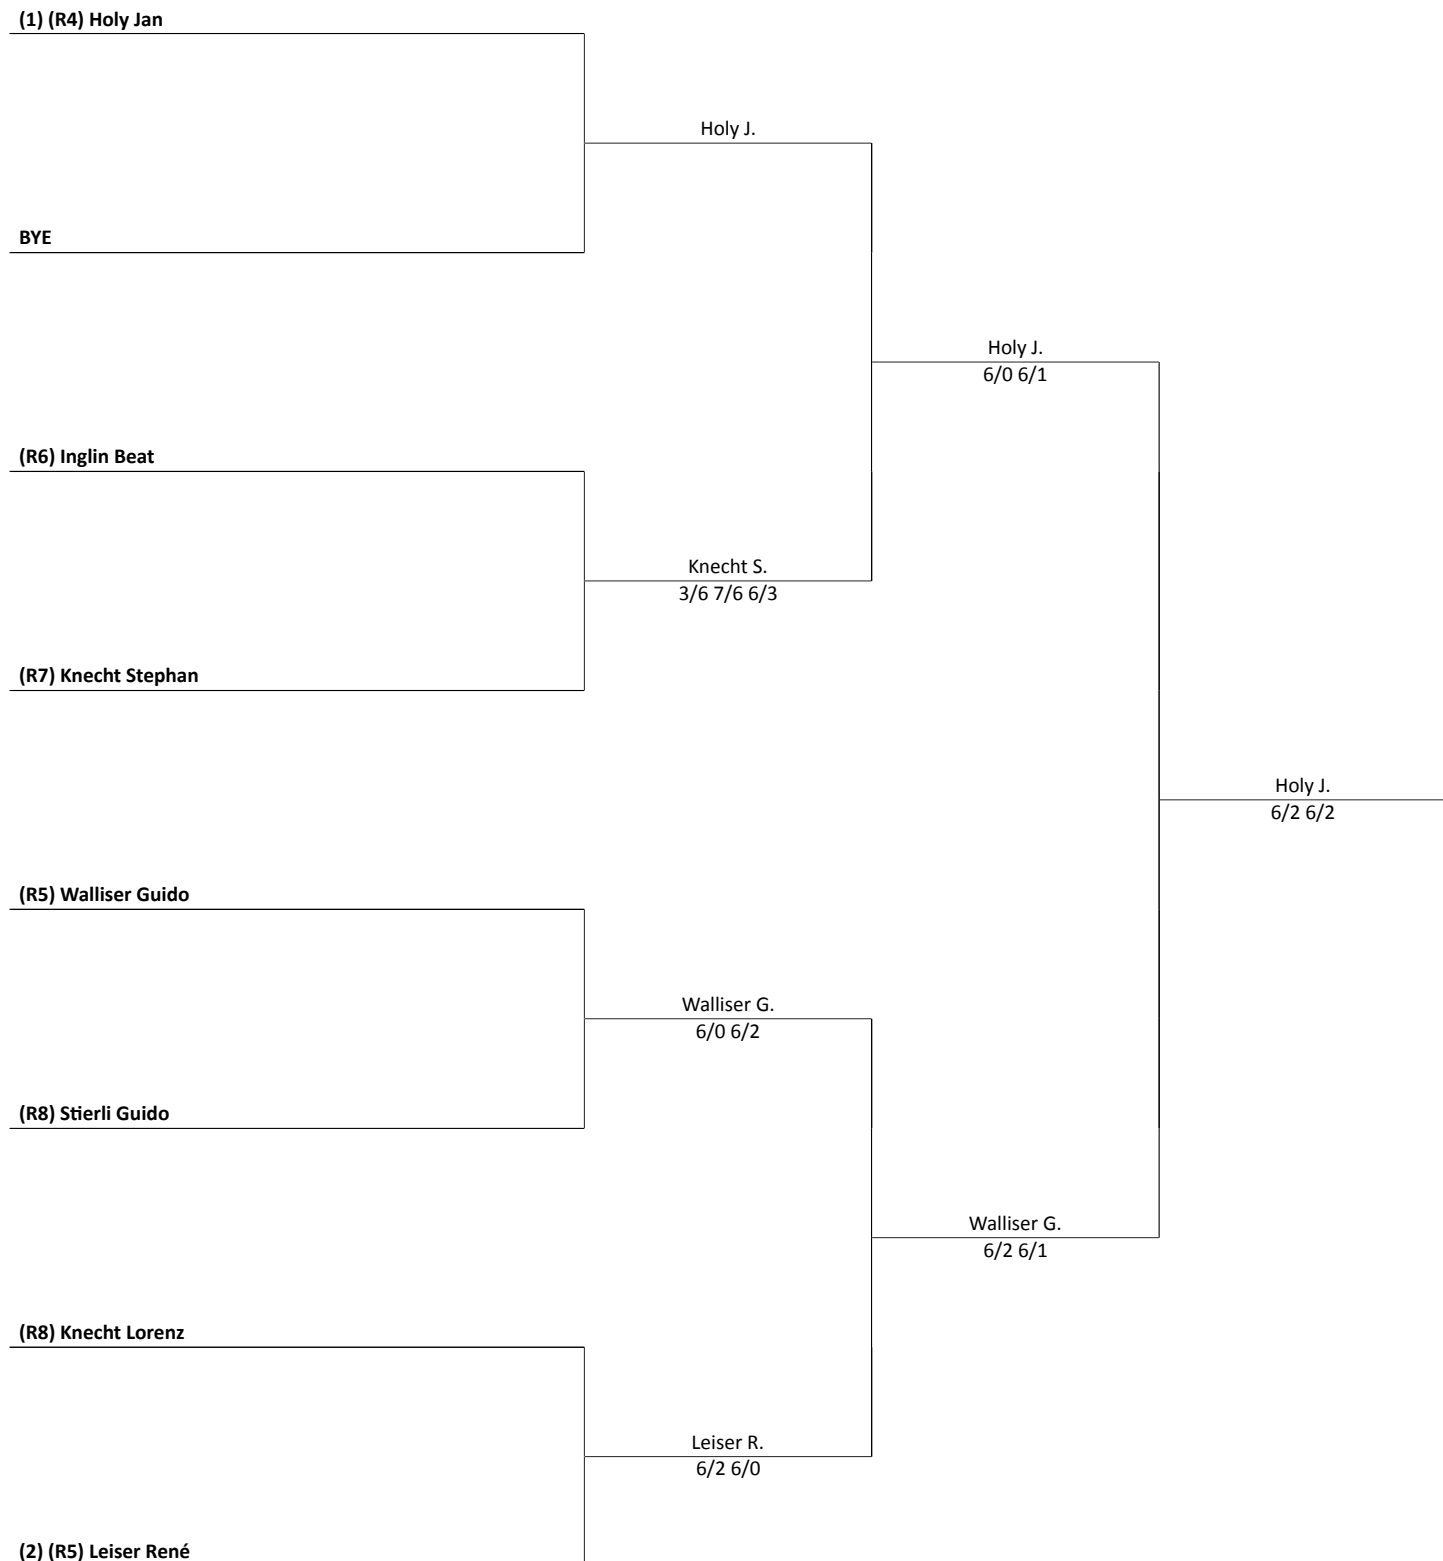 (1) (R4) Holy Jan
Holy J.
BYE
Holy J.
6/0 6/1
(R6) Inglin Beat
Knecht S.
3/6 7/6 6/3
(R7) Knecht Stephan
Holy J.
6/2 6/2
(R5) Walliser Guido
Walliser G.
6/0 6/2
(R8) Stierli Guido
Walliser G.
6/2 6/1
(R8) Knecht Lorenz
Leiser R.
6/2 6/0
(2) (R5) Leiser René